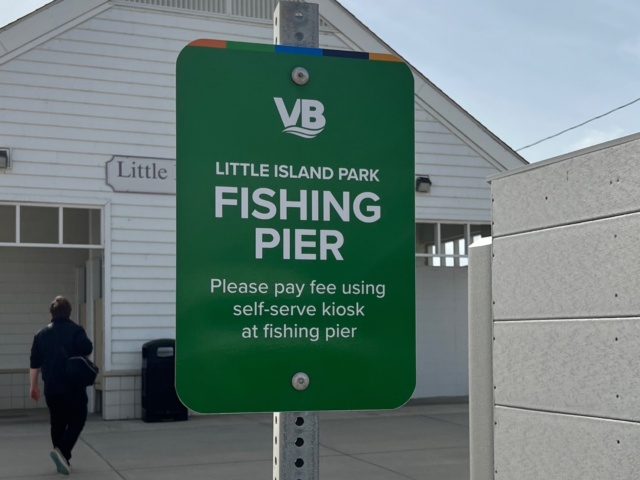 VB
LITTLE ISLAND PARK
FISHING
PIER
Please pay fee using
self-serve kiosk
at fishing pier
Little